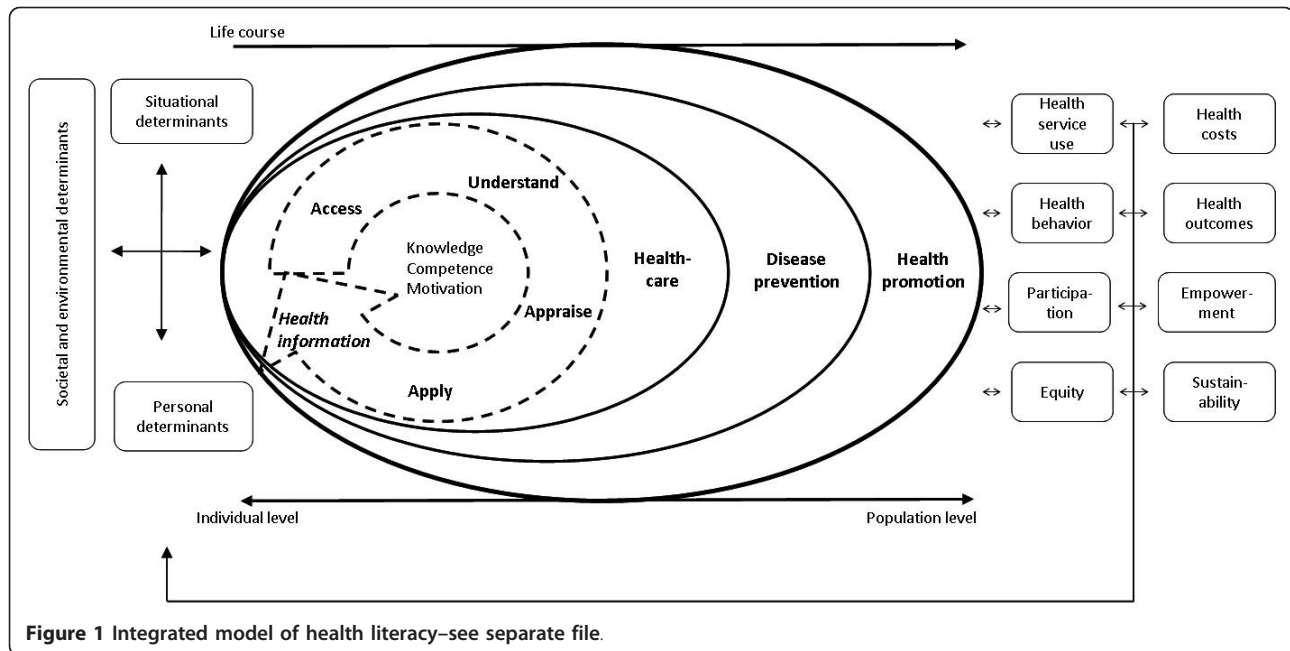 Life course
Societal and environmental determinants
Situational
determinants
Personal
determinants
Access
Understand
Knowledge
Competence
Motivation
Health
information
Appraise
Apply
Health-
care
Disease
prevention
Health
promotion
Health
service
use
Health
costs
Health
behavior
Health
outcomes
Participa-
tion
Empower-
ment
Equity
Sustain-
ability
Individual level
Population level
Figure 1 Integrated model of health literacy–see separate file.